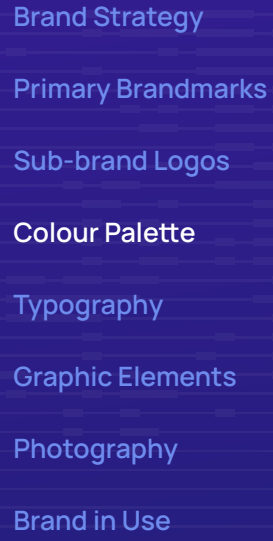 Brand Strategy
Primary Brandmarks
Sub-brand Logos
Colour Palette
Typography
Graphic Elements
Photography
Brand in Use